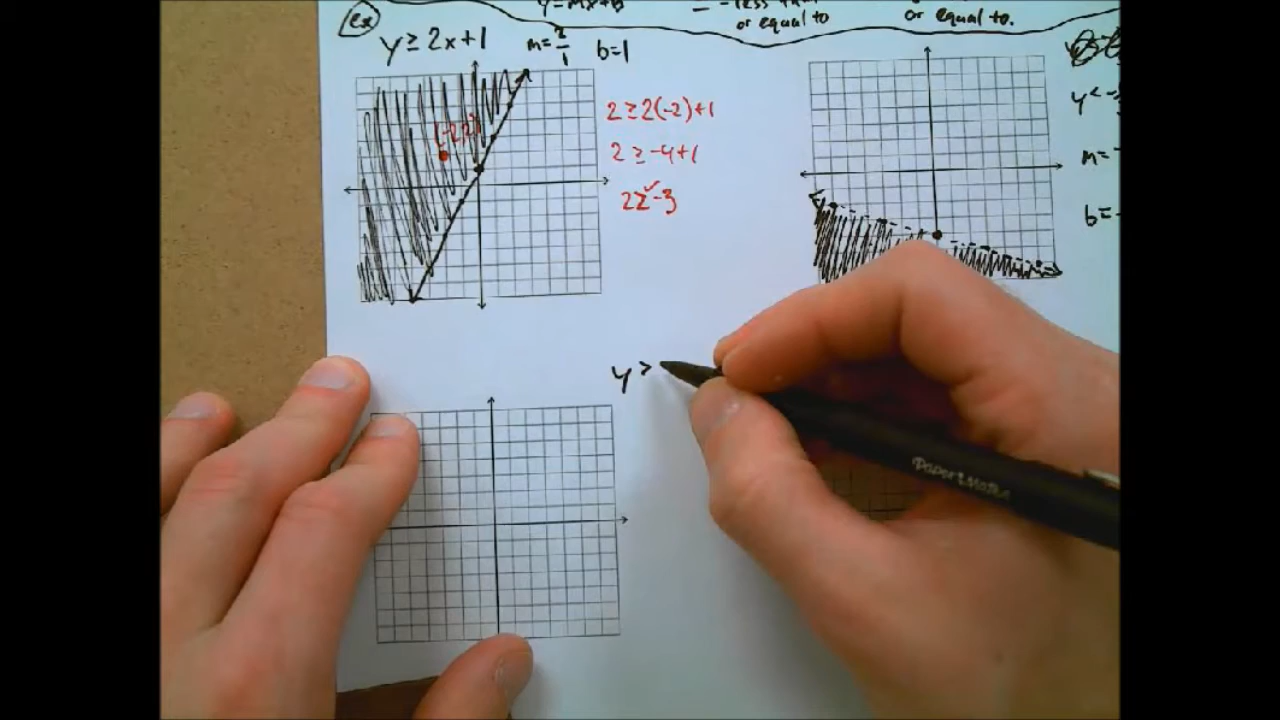 y=mx+b
or equal to
or equal to.
ex
y≥2x+1 m=2/1 b=1
(-2,2)
2≥2(-2)+1
2≥-4+1
2≥-3
y<-
m=-
b=-
y>
PaperMate